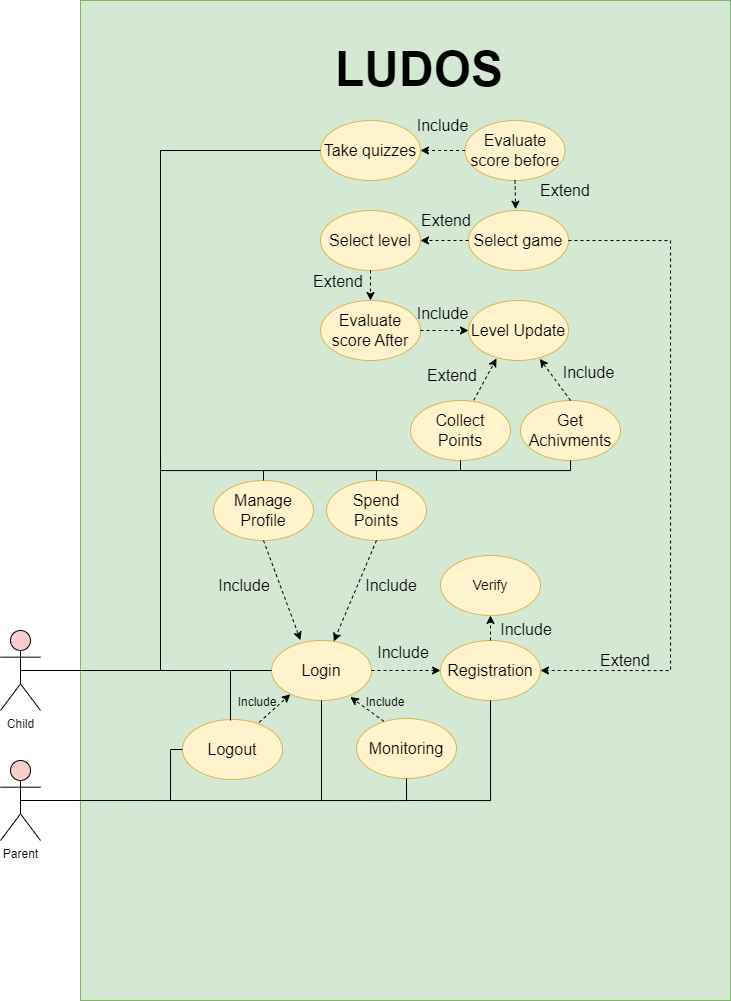 LUDOS
Include
Take quizzes
Evaluate
score before
Extend
Extend
Select level
Select game
Extend
Evaluate
score After
Include
Level Update
Extend
Include
Collect
Points
Get
Achivments
Manage
Profile
Spend
Points
Include
Include
Verify
Include
Include
Extend
Login
Registration
Include
Include
Child
Logout
Monitoring
Parent